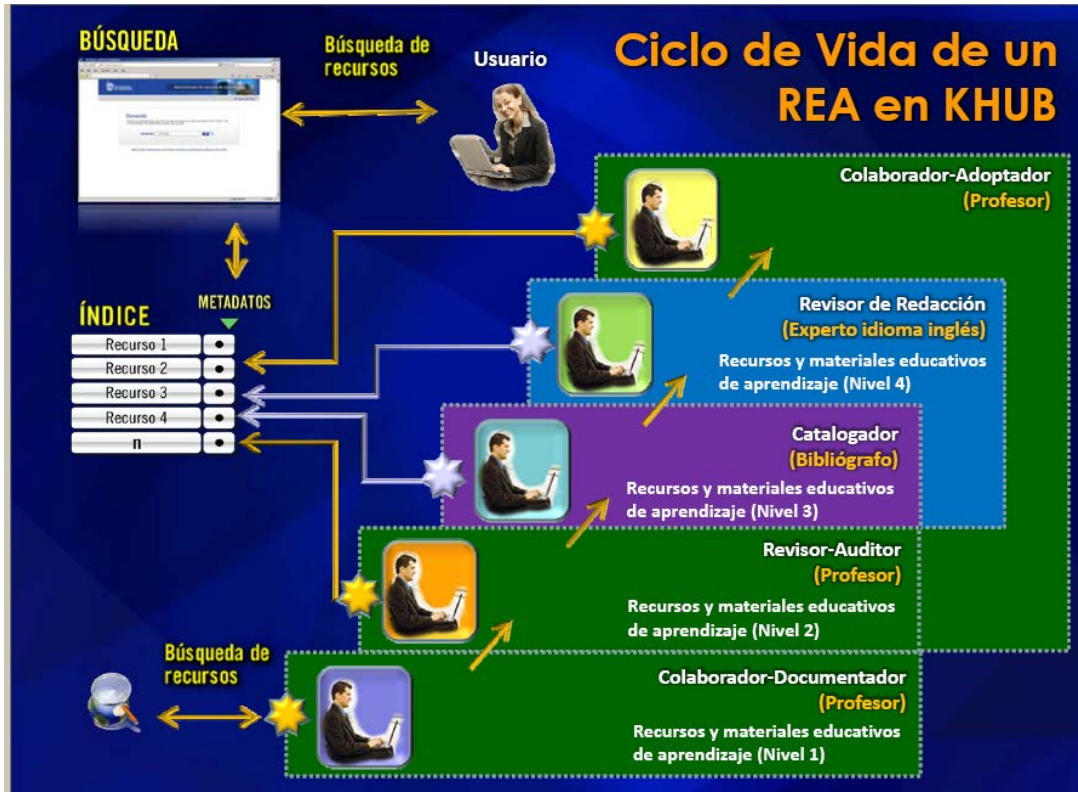 BÚSQUEDA
Búsqueda de
recursos
Usuario
Ciclo de Vida de un
REA en KHUB
Colaborador-Adoptador
(Profesor)
METADATOS
ÍNDICE
Recurso 1
Recurso 2
Recurso 3
Recurso 4
n
Revisor de Redacción
(Experto idioma inglés)
Recursos y materiales educativos
de aprendizaje (Nivel 4)
Catalogador
(Bibliógrafo)
Recursos y materiales educativos
de aprendizaje (Nivel 3)
Revisor-Auditor
(Profesor)
Recursos y materiales educativos
de aprendizaje (Nivel 2)
Búsqueda de
recursos
Colaborador-Documentador
(Profesor)
Recursos y materiales educativos
de aprendizaje (Nivel 1)